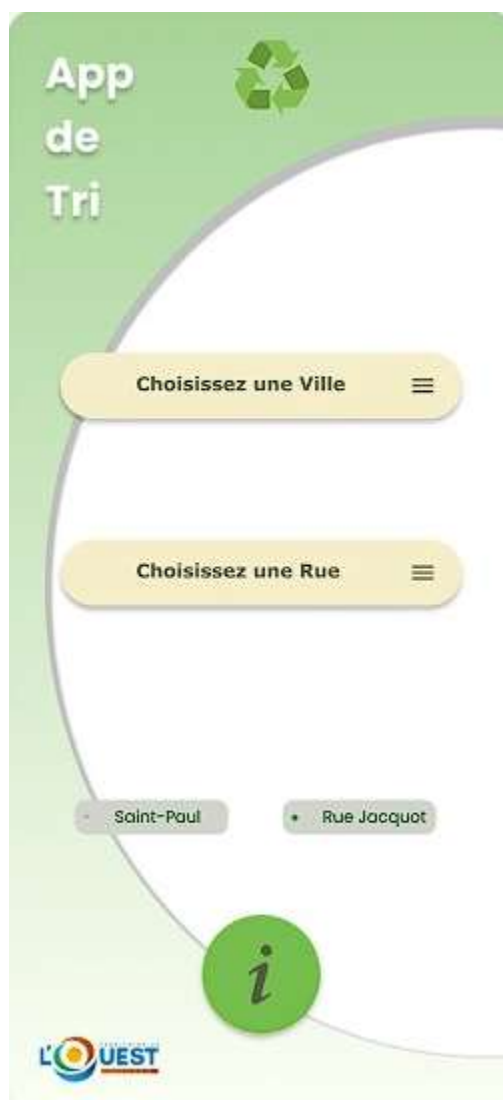 App
de
Tri
Choisissez une Ville
Choisissez une Rue
Saint-Paul
Rue Jacquot
i
L'OUEST